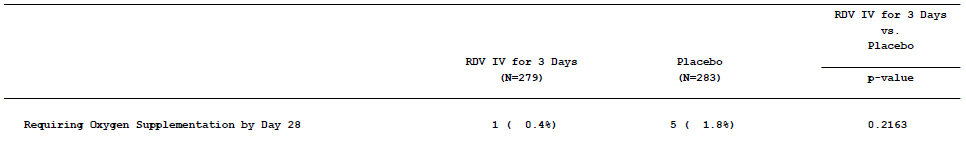 RDV IV for 3 Days
vs.
Placebo
RDV IV for 3 Days Placebo
(N=279) (N=283) p-value
Requiring Oxygen Supplementation by Day 28 1 ( 0.4%) 5 ( 1.8%) 0.2163